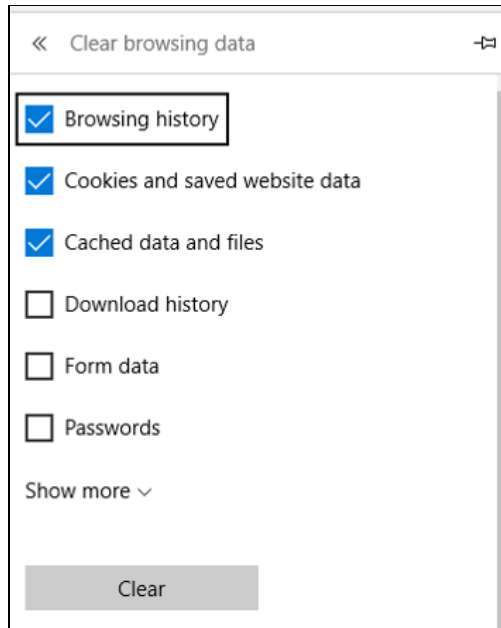 Clear browsing data
Browsing history
Cookies and saved website data
Cached data and files
Download history
Form data
Passwords
Show more
Clear